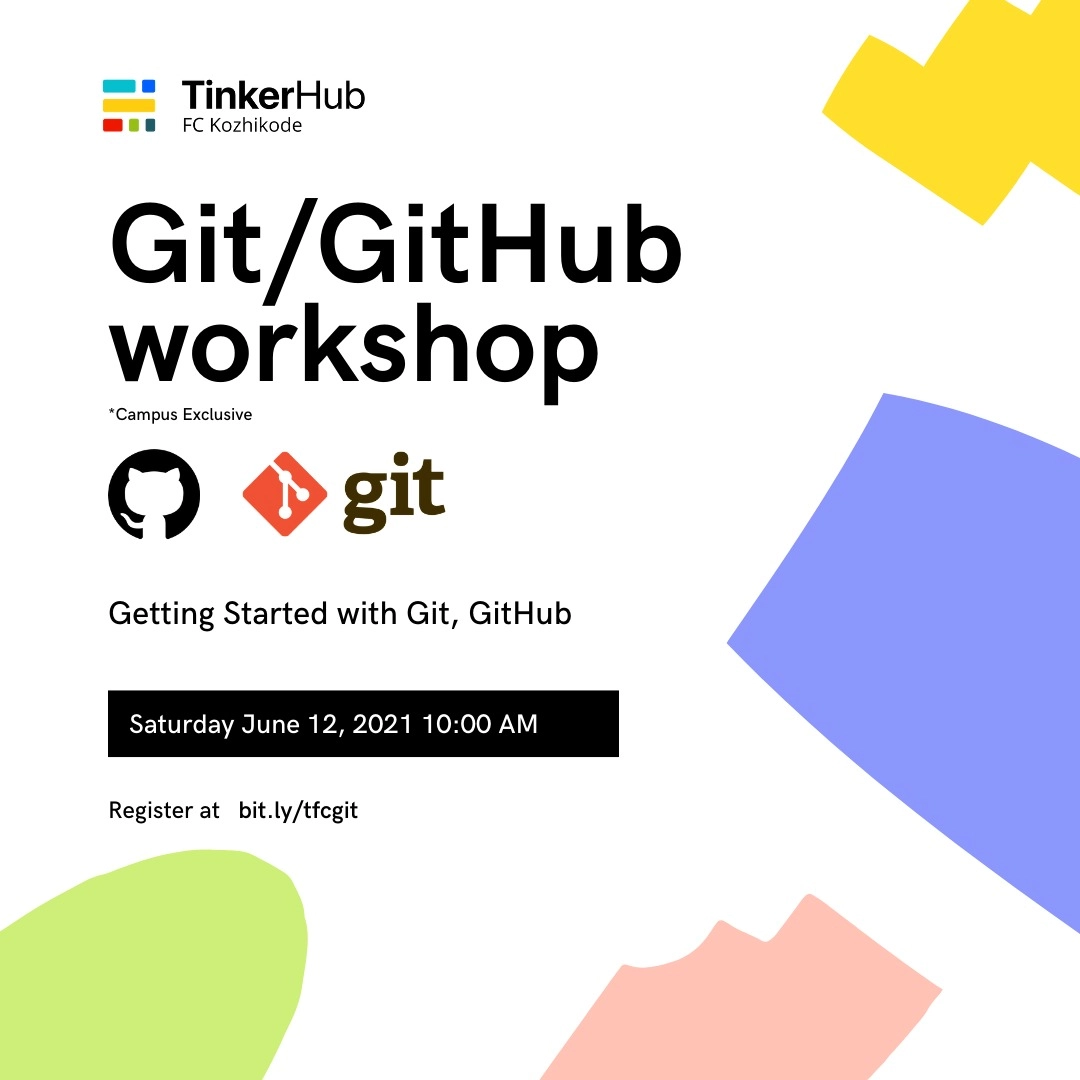 TinkerHub
FC Kozhikode
Git/GitHub
workshop
*Campus Exclusive
git
Getting Started with Git, GitHub
Saturday June 12, 2021 10:00 AM
Register at bit.ly/tfcgit